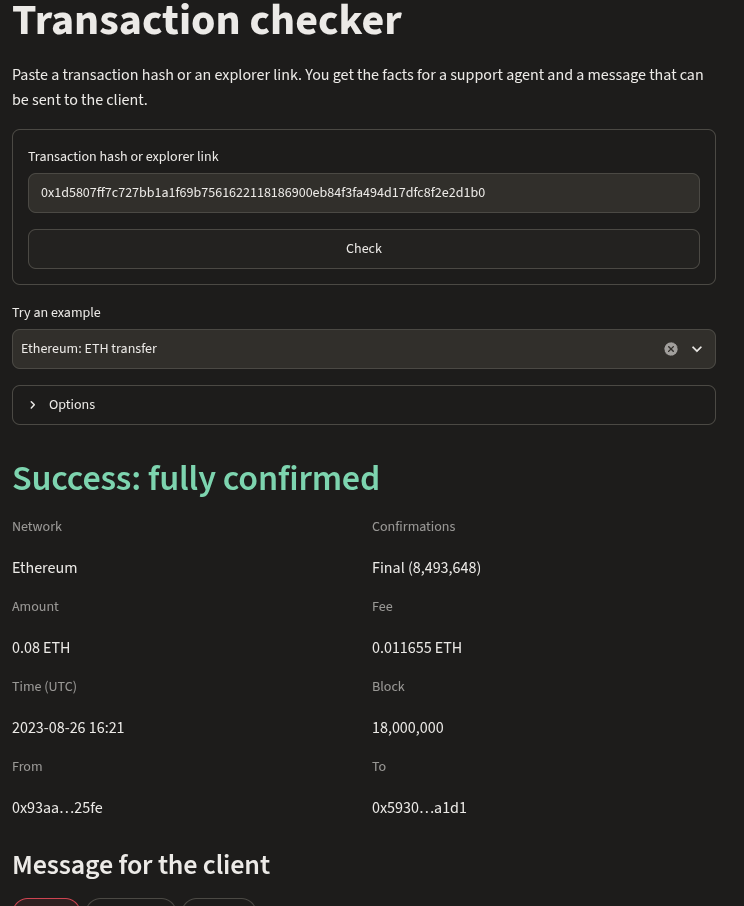 Transaction checker
Paste a transaction hash or an explorer link. You get the facts for a support agent and a message that can
be sent to the client.
Transaction hash or explorer link
0x1d5807ff7c727bb1a1f69b7561622118186900eb84f3fa494d17dfc8f2e2d1b0
Check
Try an example
Ethereum: ETH transfer
Options
Success: fully confirmed
Network
Confirmations
Ethereum
Final (8,493,648)
Amount
Fee
0.08 ETH
0.011655 ETH
Time (UTC)
Block
2023-08-26 16:21
18,000,000
From
To
0x93aa…25fe
0x5930…a1d1
Message for the client